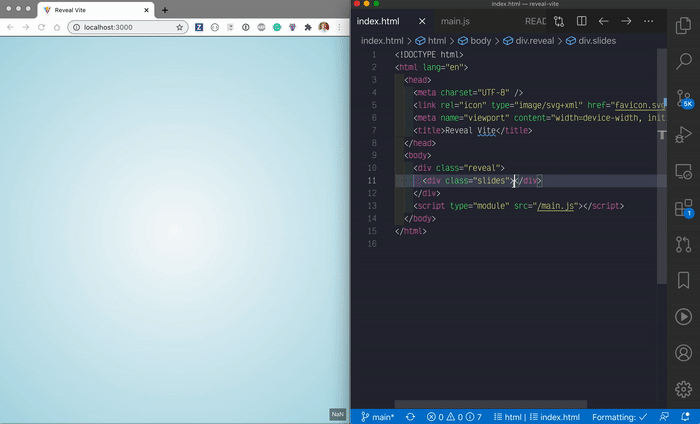 Reveal Vite
localhost:3000
NaN
index.html — reveal-vite
index.html
main.js
READ
index.html > html > body > div.reveal > div.slides
1 <!DOCTYPE html>
2 <html lang="en">
3 <head>
4 <meta charset="UTF-8" />
5 <link rel="icon" type="image/svg+xml" href="favicon.svg
6 <meta name="viewport" content="width=device-width, init
7 <title>Reveal Vite</title>
8 </head>
9 <body>
10 <div class="reveal">
11 <div class="slides"></div>
12 </div>
13 <script type="module" src="/main.js"></script>
14 </body>
15 </html>
16
5K
1
main* 0 0 7 html | index.html Formatting: ✓